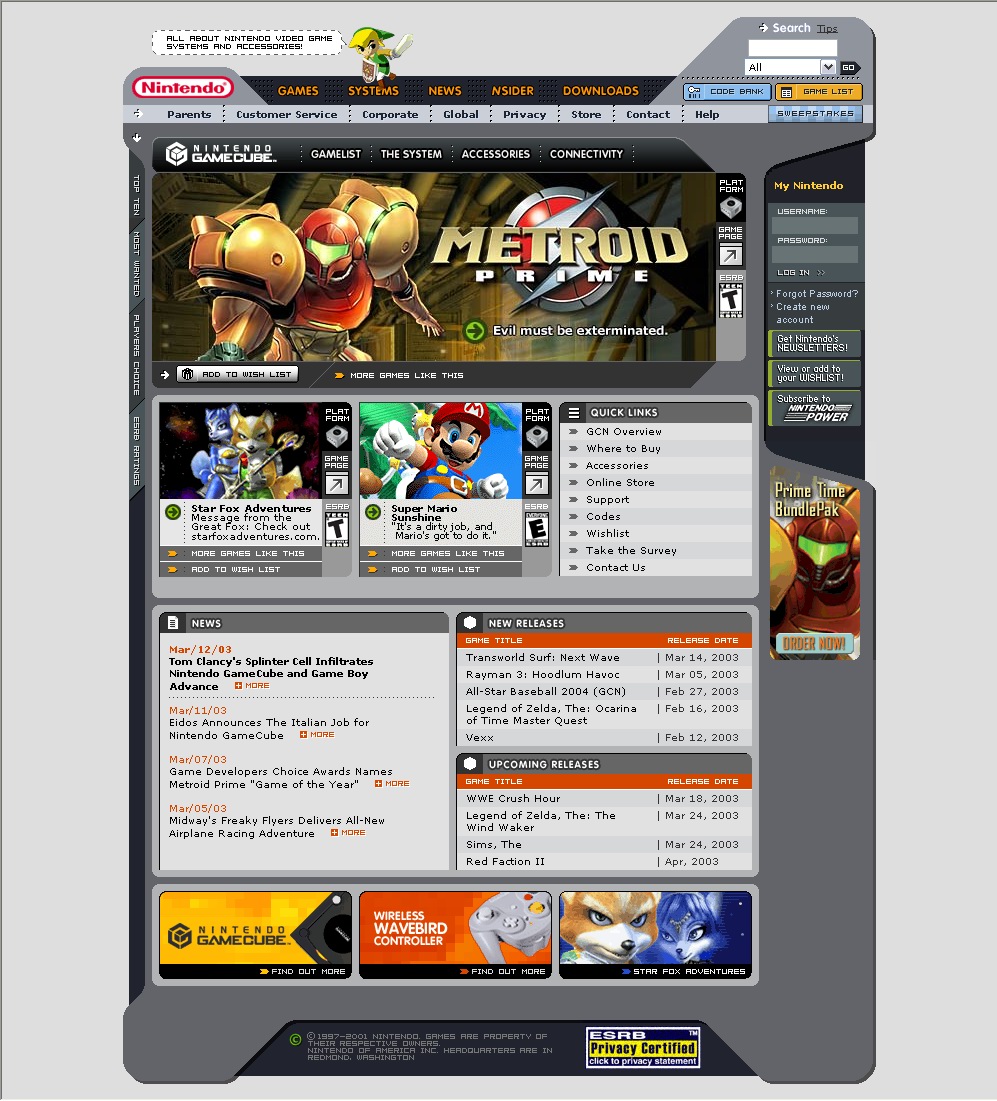 ALL ABOUT NINTENDO VIDEO GAME
SYSTEMS AND ACCESSORIES!
Search Tips
All GO
Nintendo
GAMES SYSTEMS NEWS NSIDER DOWNLOADS
CODE BANK GAME LIST
Parents Customer Service Corporate Global Privacy Store Contact Help SWEEPSTAKES
TOP TEN
MOST WANTED
PLAYERS CHOICE
ESRB RATINGS
NINTENDO
GAMECUBE™
GAMELIST THE SYSTEM ACCESSORIES CONNECTIVITY
METROID
PRIME
Evil must be exterminated.
PLAT
FORM
GAME
PAGE
ESRB
TEEN
T
ADD TO WISH LIST MORE GAMES LIKE THIS
My Nintendo
USERNAME:
PASSWORD:
LOG IN
Forgot Password?
Create new
account
Get Nintendo's
NEWSLETTERS!
View or add to
your WISHLIST!
Subscribe to
NINTENDO
POWER
Prime Time
BundlePak
ORDER NOW!
PLAT
FORM
GAME
PAGE
ESRB
TEEN
T
Star Fox Adventures
Message from the
Great Fox: Check out
starfoxadventures.com.
MORE GAMES LIKE THIS
ADD TO WISH LIST
PLAT
FORM
GAME
PAGE
ESRB
E
Super Mario
Sunshine
"It's a dirty job, and
Mario's got to do it."
MORE GAMES LIKE THIS
ADD TO WISH LIST
QUICK LINKS
GCN Overview
Where to Buy
Accessories
Online Store
Support
Codes
Wishlist
Take the Survey
Contact Us
NEWS
Mar/12/03
Tom Clancy's Splinter Cell Infiltrates
Nintendo GameCube and Game Boy
Advance MORE
Mar/11/03
Eidos Announces The Italian Job for
Nintendo GameCube MORE
Mar/07/03
Game Developers Choice Awards Names
Metroid Prime "Game of the Year" MORE
Mar/05/03
Midway's Freaky Flyers Delivers All-New
Airplane Racing Adventure MORE
NEW RELEASES
GAME TITLE RELEASE DATE
Transworld Surf: Next Wave | Mar 14, 2003
Rayman 3: Hoodlum Havoc | Mar 05, 2003
All-Star Baseball 2004 (GCN) | Feb 27, 2003
Legend of Zelda, The: Ocarina | Feb 16, 2003
of Time Master Quest
Vexx | Feb 12, 2003
UPCOMING RELEASES
GAME TITLE RELEASE DATE
WWE Crush Hour | Mar 18, 2003
Legend of Zelda, The: The | Mar 24, 2003
Wind Waker
Sims, The | Mar 24, 2003
Red Faction II | Apr, 2003
NINTENDO
GAMECUBE™
FIND OUT MORE
WIRELESS
WAVEBIRD
CONTROLLER
FIND OUT MORE
STAR FOX ADVENTURES
©1997-2001 NINTENDO. GAMES ARE PROPERTY OF
THEIR RESPECTIVE OWNERS.
NINTENDO OF AMERICA INC. HEADQUARTERS ARE IN
REDMOND, WASHINGTON
ESRB ™
Privacy Certified
click to privacy statement